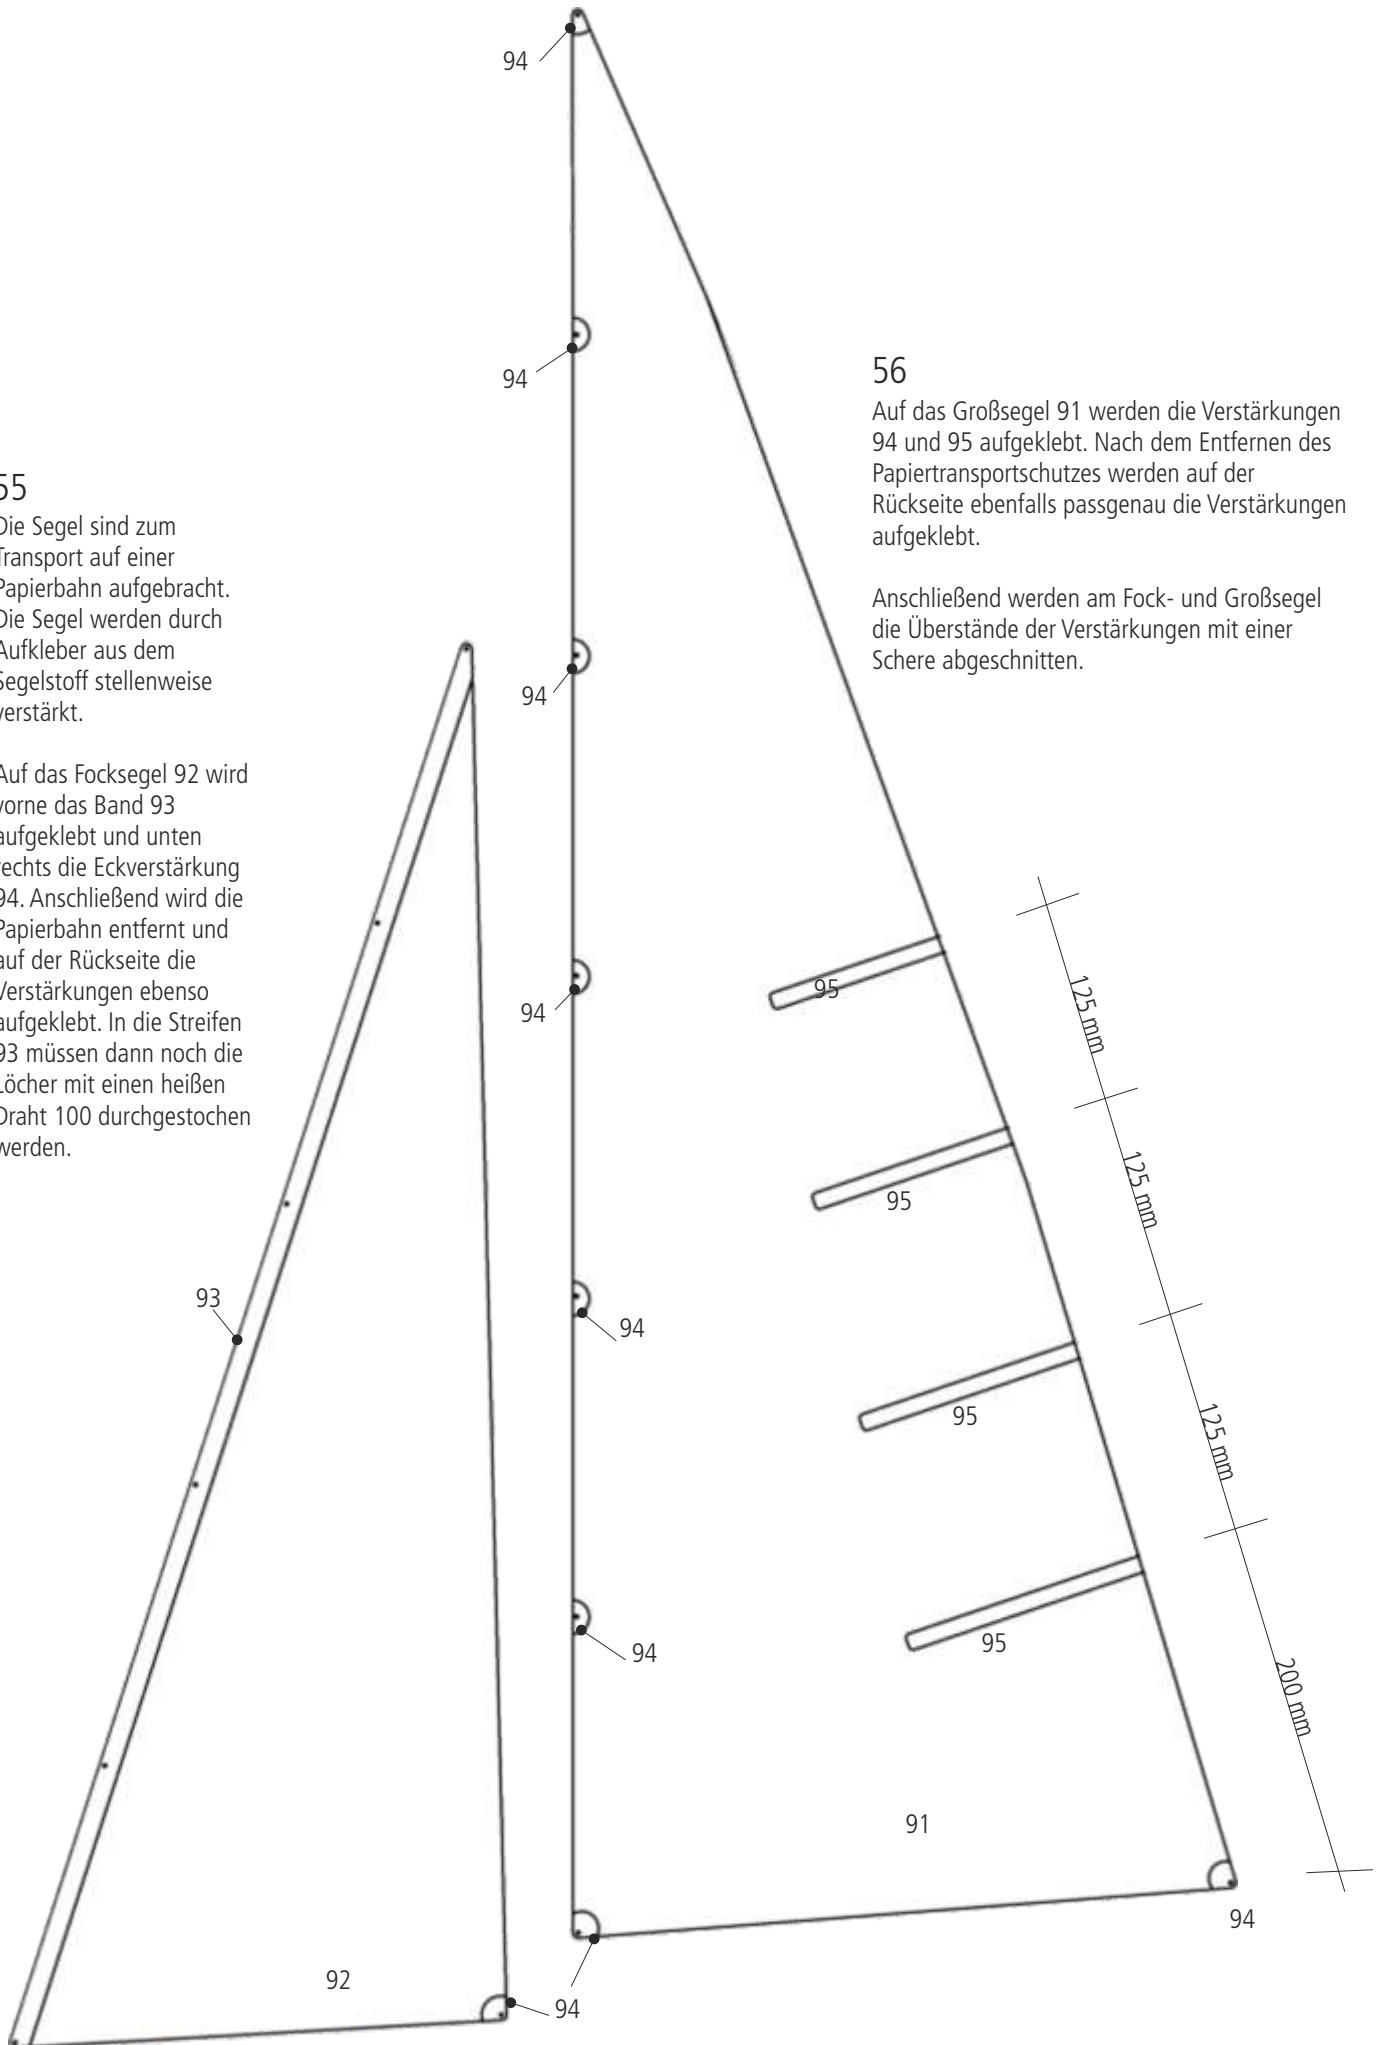 94
94
56
Auf das Großsegel 91 werden die Verstärkungen
94 und 95 aufgeklebt. Nach dem Entfernen des
Papiertransportschutzes werden auf der
Rückseite ebenfalls passgenau die Verstärkungen
aufgeklebt.
Anschließend werden am Fock- und Großsegel
die Überstände der Verstärkungen mit einer
Schere abgeschnitten.
55
Die Segel sind zum
Transport auf einer
Papierbahn aufgebracht.
Die Segel werden durch
Aufkleber aus dem
Segelstoff stellenweise
verstärkt.
Auf das Focksegel 92 wird
vorne das Band 93
aufgeklebt und unten
rechts die Eckverstärkung
94. Anschließend wird die
Papierbahn entfernt und
auf der Rückseite die
Verstärkungen ebenso
aufgeklebt. In die Streifen
93 müssen dann noch die
Löcher mit einen heißen
Draht 100 durchgestochen
werden.
94
95
94
125 mm
95
125 mm
93
94
95
125 mm
94
95
200 mm
91
94
92
94